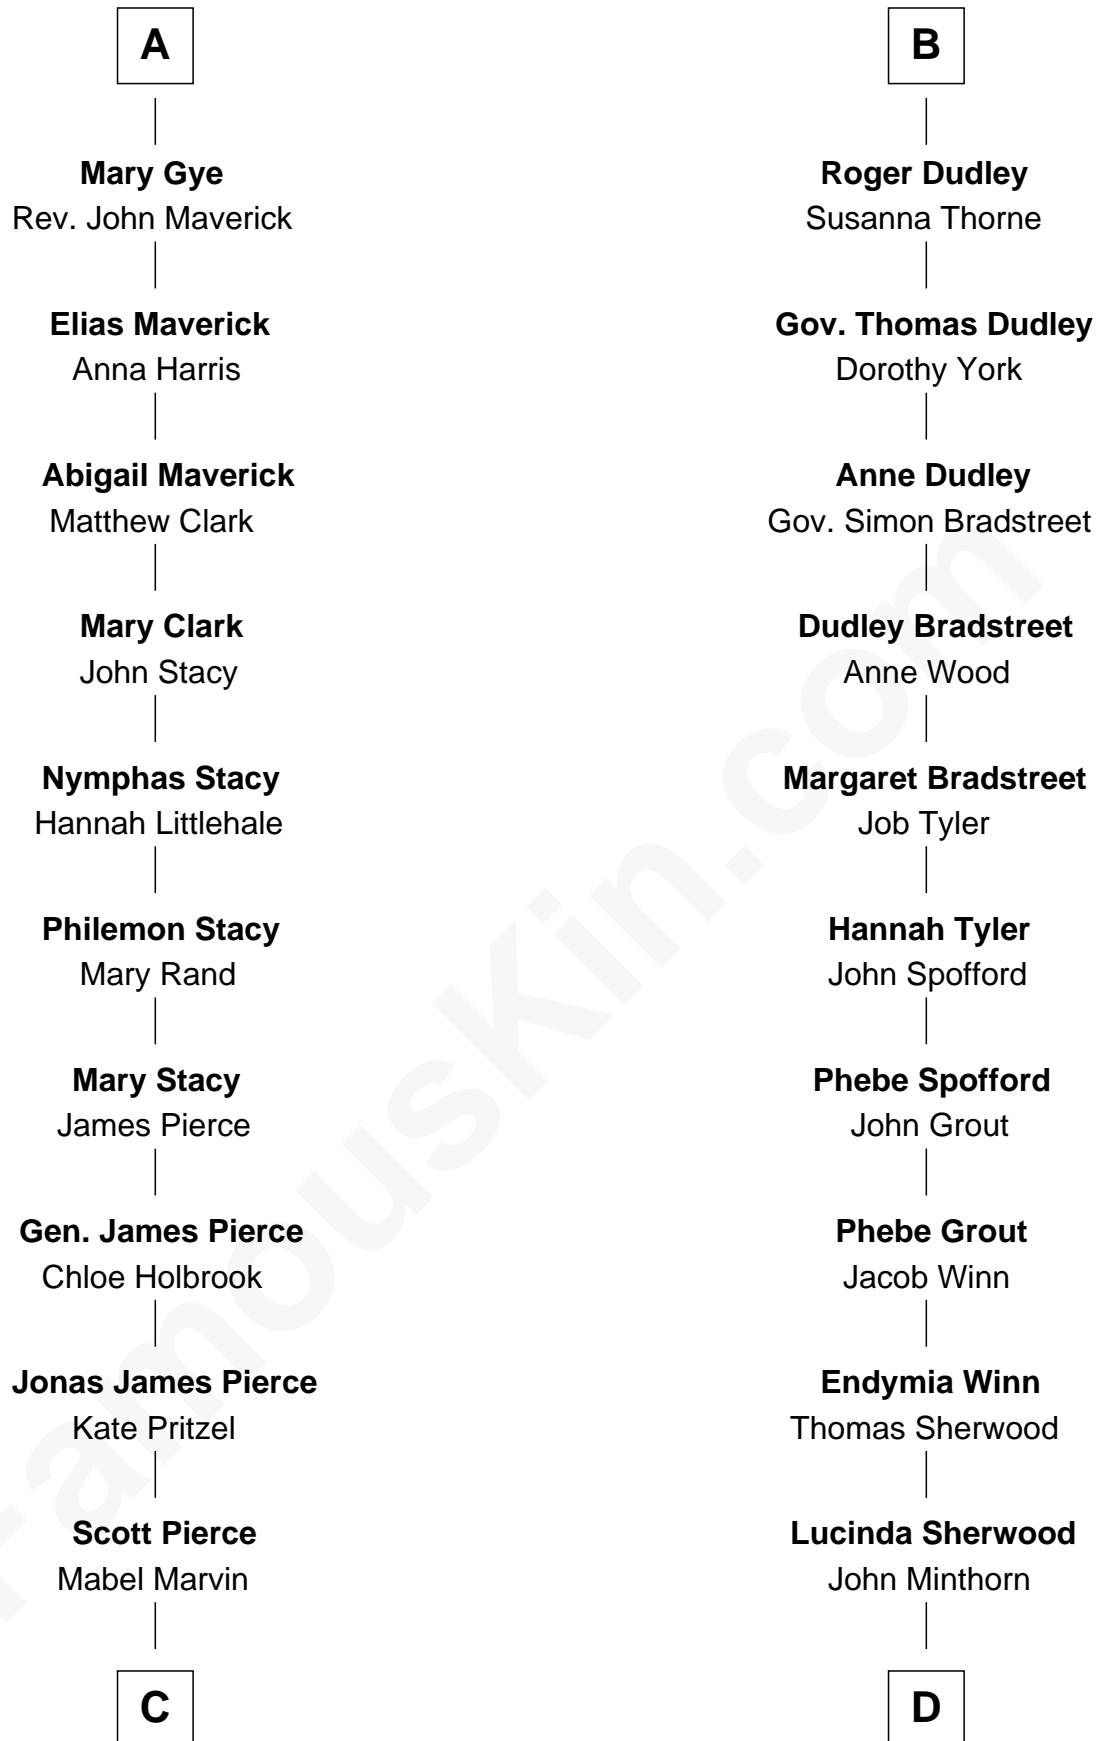 A
Mary Gye
Rev. John Maverick
Elias Maverick
Anna Harris
Abigail Maverick
Matthew Clark
Mary Clark
John Stacy
Nymphas Stacy
Hannah Littlehale
Philemon Stacy
Mary Rand
Mary Stacy
James Pierce
Gen. James Pierce
Chloe Holbrook
Jonas James Pierce
Kate Pritzel
Scott Pierce
Mabel Marvin
C
B
Roger Dudley
Susanna Thorne
Gov. Thomas Dudley
Dorothy York
Anne Dudley
Gov. Simon Bradstreet
Dudley Bradstreet
Anne Wood
Margaret Bradstreet
Job Tyler
Hannah Tyler
John Spofford
Phebe Spofford
John Grout
Phebe Grout
Jacob Winn
Endymia Winn
Thomas Sherwood
Lucinda Sherwood
John Minthorn
D
FamousKin.com